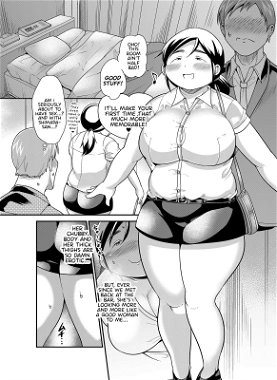 OHO!
THIS
ROOM
AIN'T
HALF
BAD!
GOOD
STUFF!
IT'LL MAKE YOUR
FIRST TIME THAT
MUCH MORE
MEMORABLE!
AM I
SERIOUSLY
ABOUT TO
HAVE SEX...
AND WITH
HER
CHUBBY
BODY AND
HER THICK
THIGHS ARE
SO DAMN
EROTIC...
BUT, EVER
SINCE WE MET
BACK AT THE
BAR, SHE'S
LOOKING MORE
AND MORE LIKE
A GOOD WOMAN
TO ME...